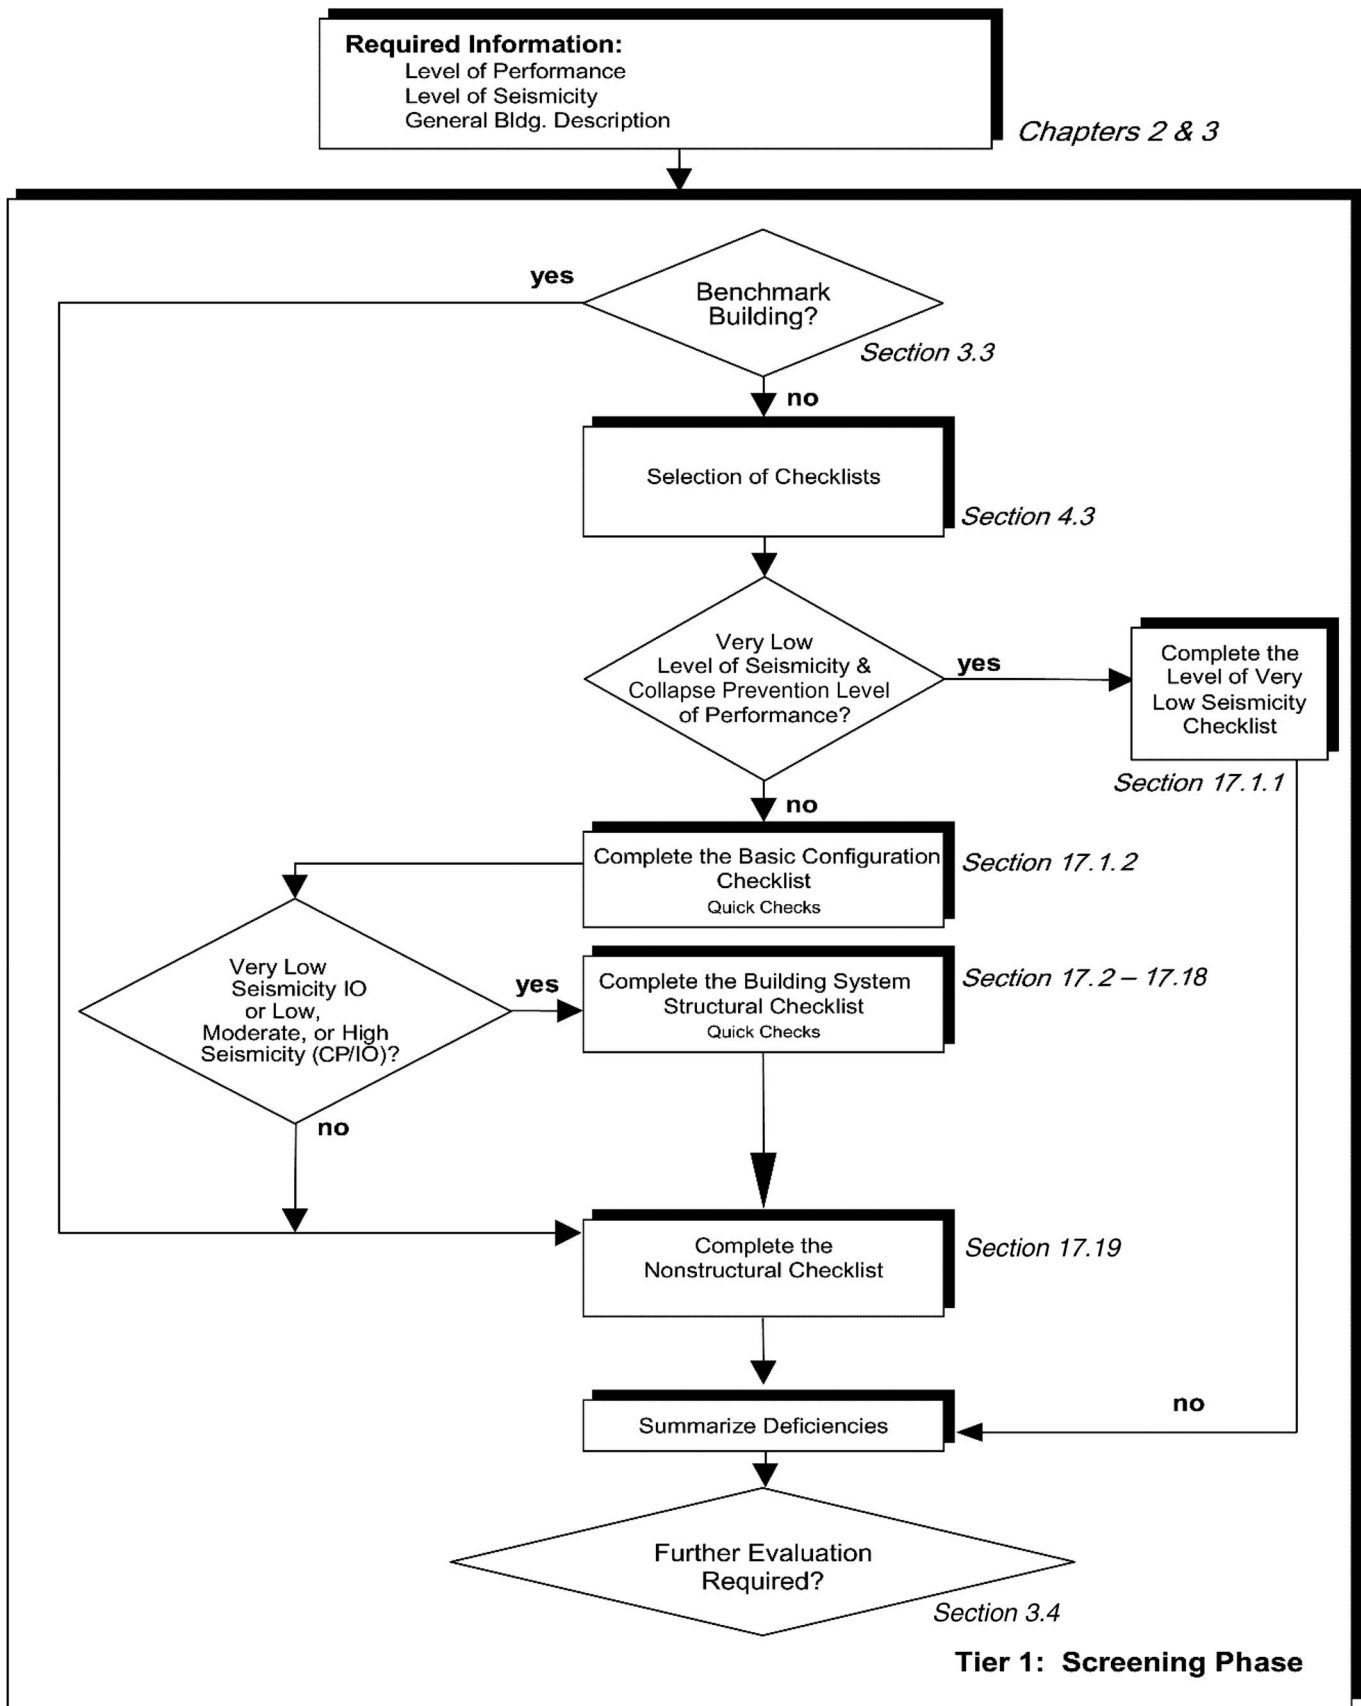 Required Information:
Level of Performance
Level of Seismicity
General Bldg. Description
Chapters 2 & 3
yes
Benchmark
Building?
Section 3.3
no
Selection of Checklists
Section 4.3
Very Low
Level of Seismicity &
Collapse Prevention Level
of Performance?
yes
Complete the
Level of Very
Low Seismicity
Checklist
Section 17.1.1
no
Complete the Basic Configuration
Checklist
Quick Checks
Section 17.1.2
Very Low
Seismicity IO
or Low,
Moderate, or High
Seismicity (CP/IO)?
yes
Complete the Building System
Structural Checklist
Quick Checks
Section 17.2 – 17.18
no
Complete the
Nonstructural Checklist
Section 17.19
no
Summarize Deficiencies
Further Evaluation
Required?
Section 3.4
Tier 1: Screening Phase